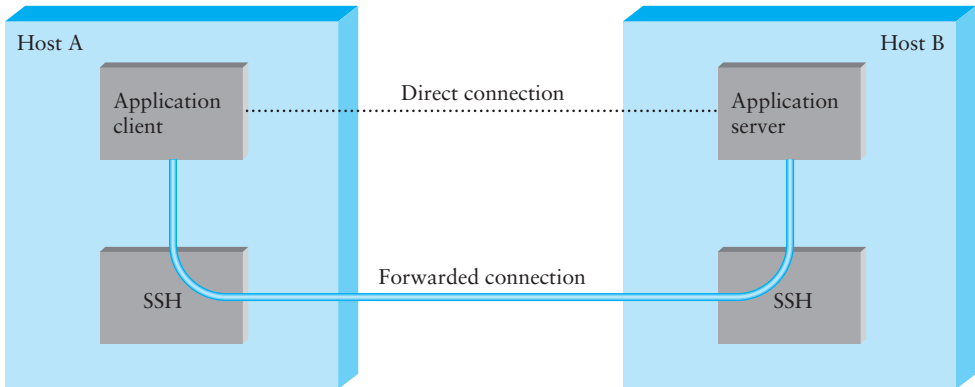 Host A
Host B
Application
client
Direct connection
Application
server
Forwarded connection
SSH
SSH